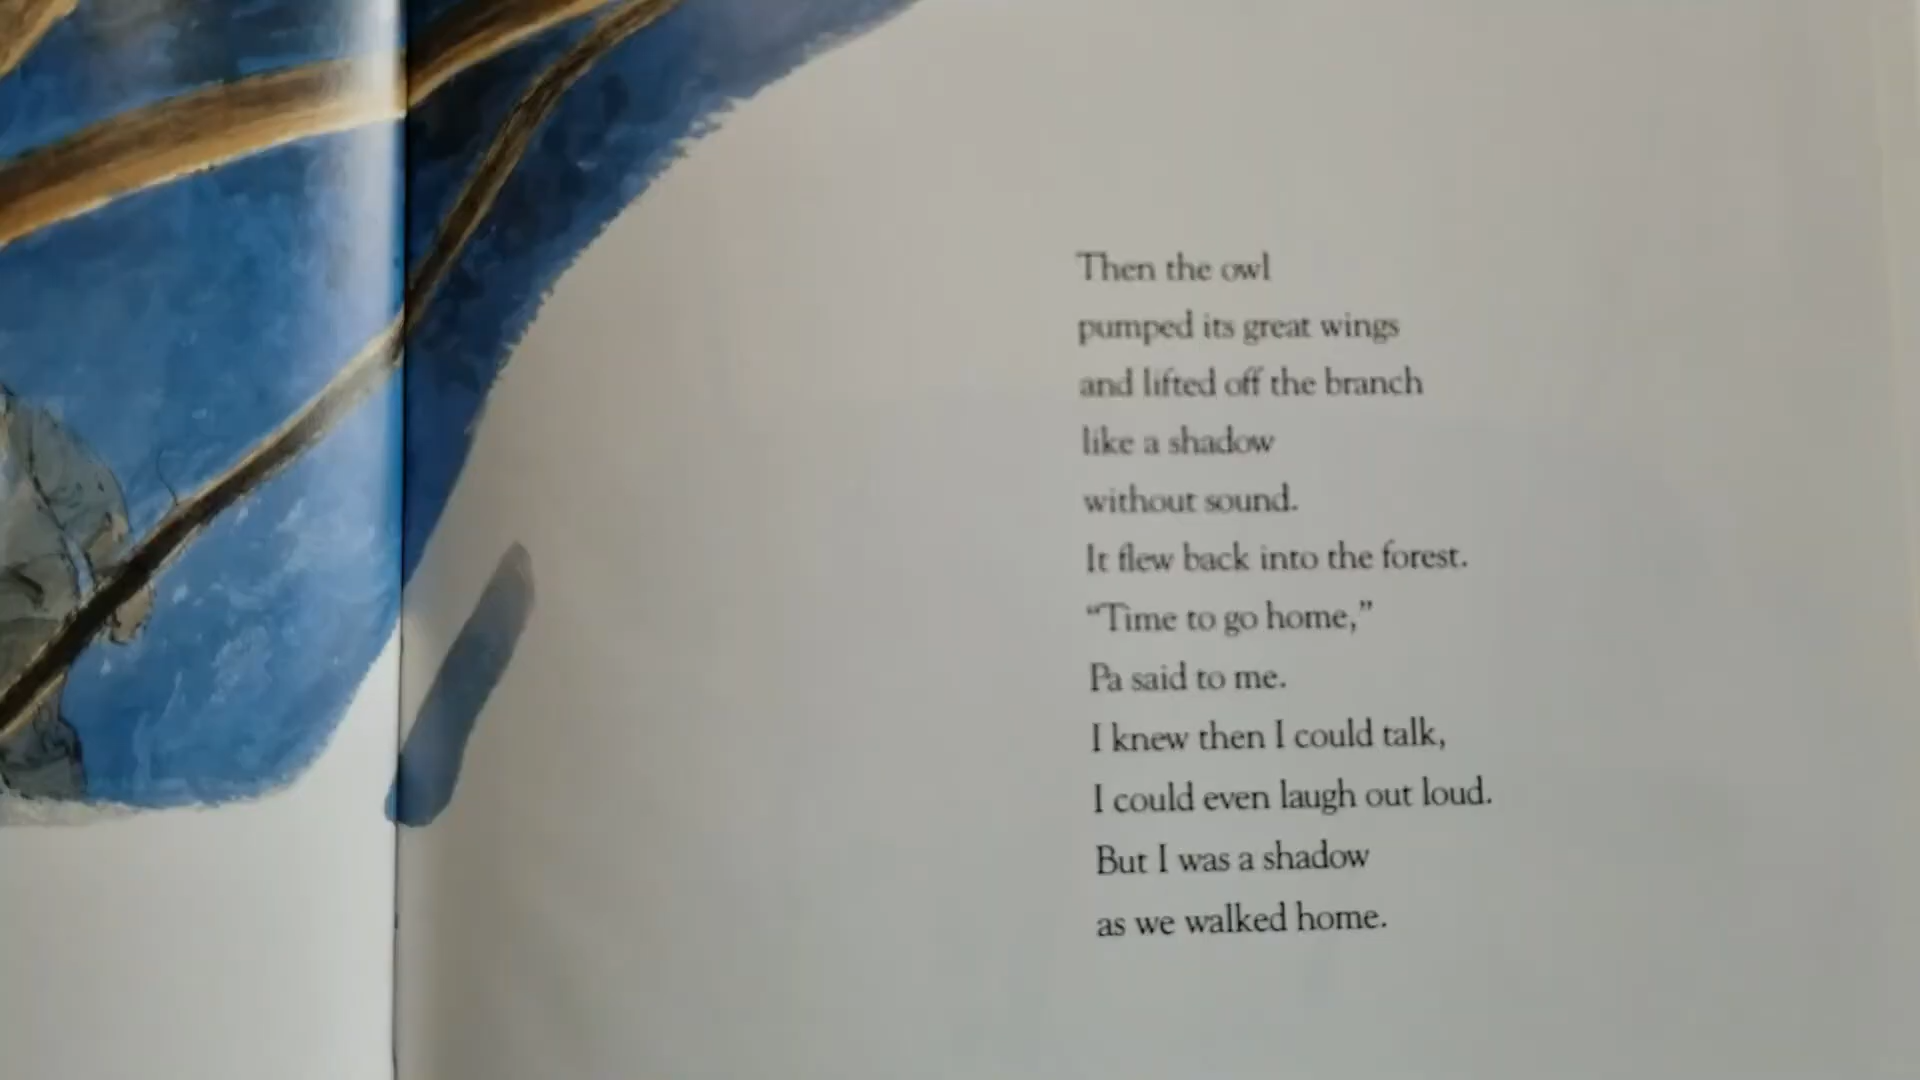 Then the owl
pumped its great wings
and lifted off the branch
like a shadow
without sound.
It flew back into the forest.
“Time to go home,”
Pa said to me.
I knew then I could talk,
I could even laugh out loud.
But I was a shadow
as we walked home.